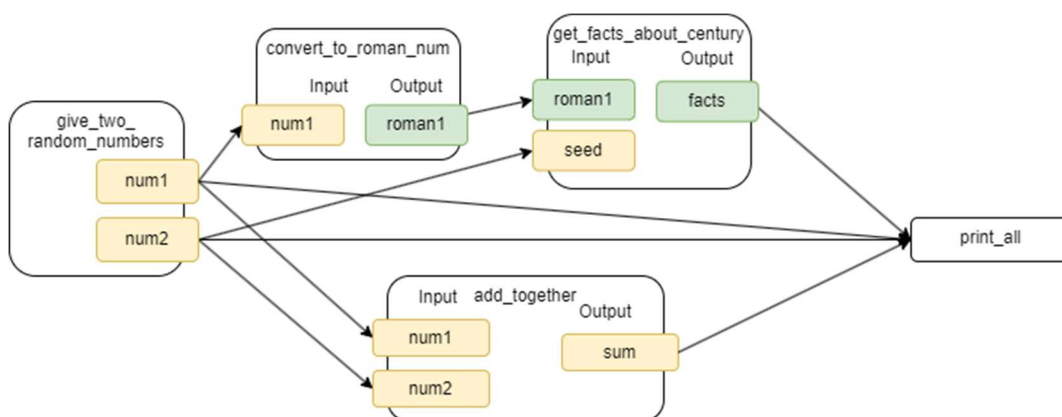 give_two_
random_numbers
num1
num2
convert_to_roman_num
Input
Output
num1
roman1
get_facts_about_century
Input
Output
roman1
facts
seed
add_together
Input
Output
num1
sum
num2
print_all